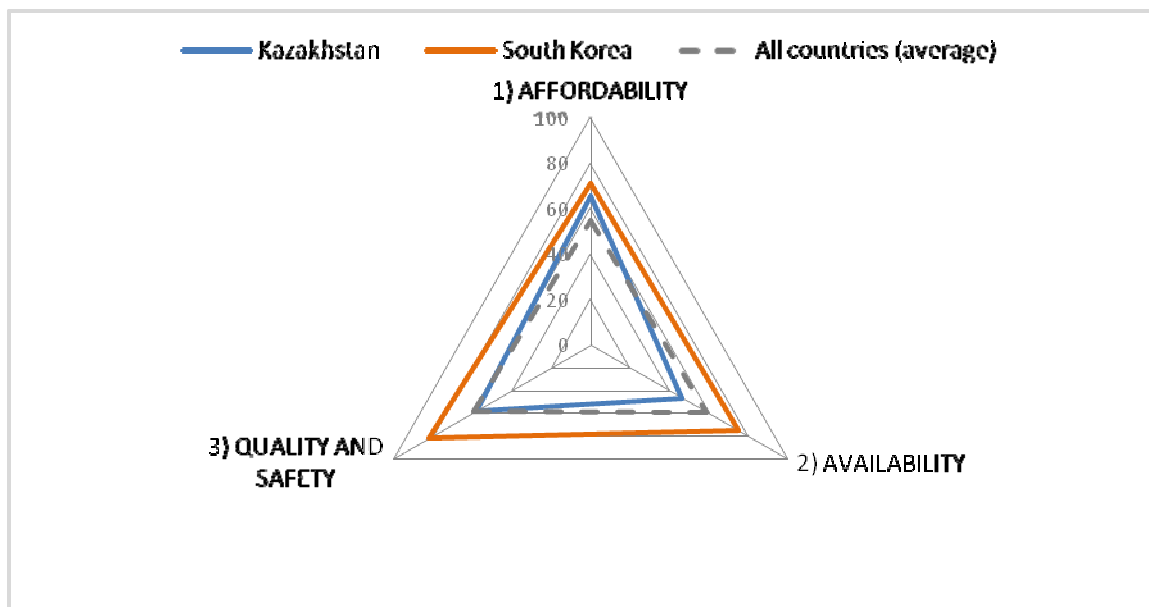 Kazakhstan South Korea All countries (average)
1) AFFORDABILITY
100
80
60
40
20
0
3) QUALITY AND
SAFETY
2) AVAILABILITY